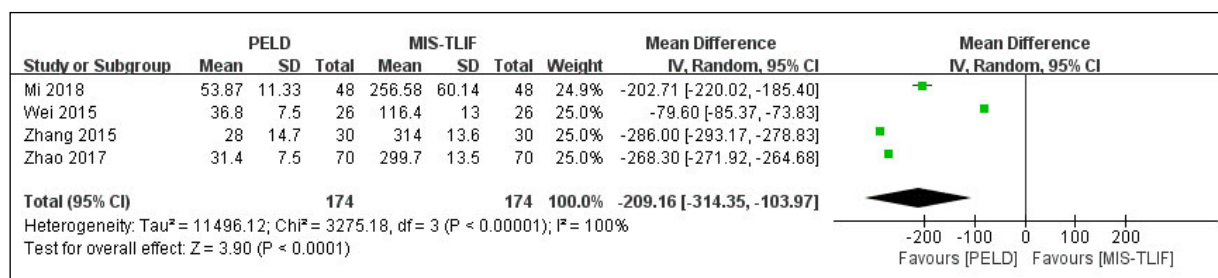 PELD MIS-TLIF Mean Difference Mean Difference
Study or Subgroup Mean SD Total Mean SD Total Weight IV, Random, 95% CI IV, Random, 95% CI
Mi 2018 53.87 11.33 48 256.58 60.14 48 24.9% -202.71 [-220.02, -185.40]
Wei 2015 36.8 7.5 26 116.4 13 26 25.0% -79.60 [-85.37, -73.83]
Zhang 2015 28 14.7 30 314 13.6 30 25.0% -286.00 [-293.17, -278.83]
Zhao 2017 31.4 7.5 70 299.7 13.5 70 25.0% -268.30 [-271.92, -264.68]
Total (95% CI) 174 174 100.0% -209.16 [-314.35, -103.97]
Heterogeneity: Tau² = 11496.12; Chi² = 3275.18, df = 3 (P < 0.00001); I² = 100%
Test for overall effect: Z = 3.90 (P < 0.0001)
-200 -100 0 100 200
Favours [PELD] Favours [MIS-TLIF]